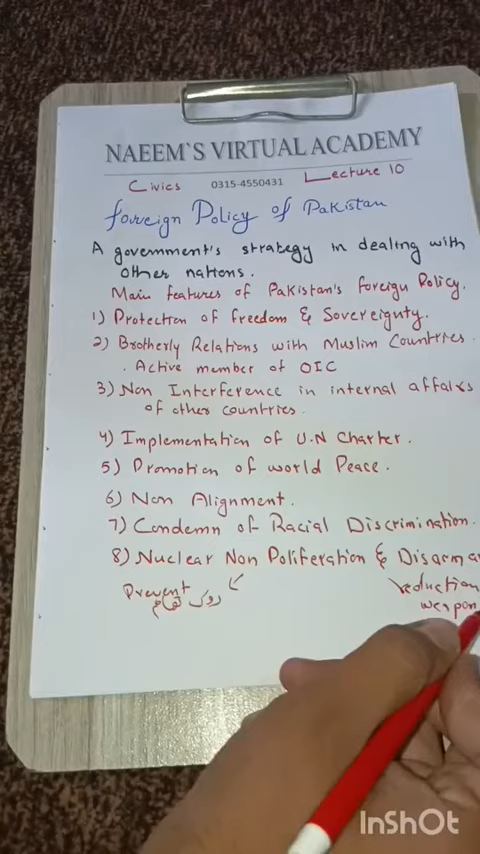 NAEEM`S VIRTUAL ACADEMY
Civics 0315-4550431 Lecture 10
Foreign Policy of Pakistan
A government's strategy in dealing with
other nations.
Main features of Pakistan's foreign Policy.
1) Protection of freedom & Sovereignty.
2) Brotherly Relations with Muslim Countries.
. Active member of OIC
3) Non Interference in internal affairs
of other countries.
4) Implementation of U.N Charter.
5) Promotion of world Peace.
6) Non Alignment.
7) Condemn of Racial Discrimination.
8) Nuclear Non Poliferation & Disarma
Prevent reduction
روک تھام weapon
InShOt